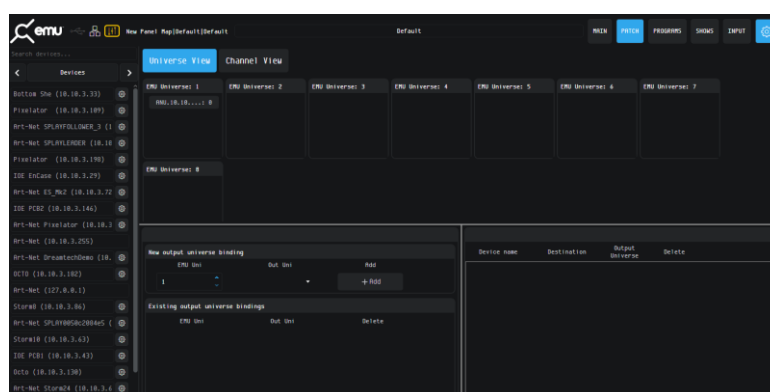 emu New Panel Map|Default|Default Default MAIN PATCH PROGRAMS SHOWS INPUT
Search devices...
Devices
Bottom She (10.10.3.33)
Pixelator (10.10.3.109)
Art-Net SPLAYFOLLOWER_3 (1
Art-Net SPLAYLEADER (10.10
Pixelator (10.10.3.190)
IDE EnCase (10.10.3.29)
Art-Net ES_Mk2 (10.10.3.72
IDE PCB2 (10.10.3.146)
Art-Net Pixelator (10.10.3
Art-Net (10.10.3.255)
Art-Net DreamtechDemo (10.
OCTO (10.10.3.102)
Art-Net (127.0.0.1)
Storm8 (10.10.3.86)
Art-Net SPLAY0050c2084e5 (
Storm10 (10.10.3.63)
IDE PCB1 (10.10.3.43)
Octo (10.10.3.130)
Art-Net Storm24 (10.10.3.6
Universe View Channel View
EMU Universe: 1 EMU Universe: 2 EMU Universe: 3 EMU Universe: 4 EMU Universe: 5 EMU Universe: 6 EMU Universe: 7
ANU.10.10....: 0
EMU Universe: 8
New output universe binding
EMU Uni Out Uni Add
1 + Add
Existing output universe bindings
EMU Uni Out Uni Delete
Device name Destination Output Universe Delete